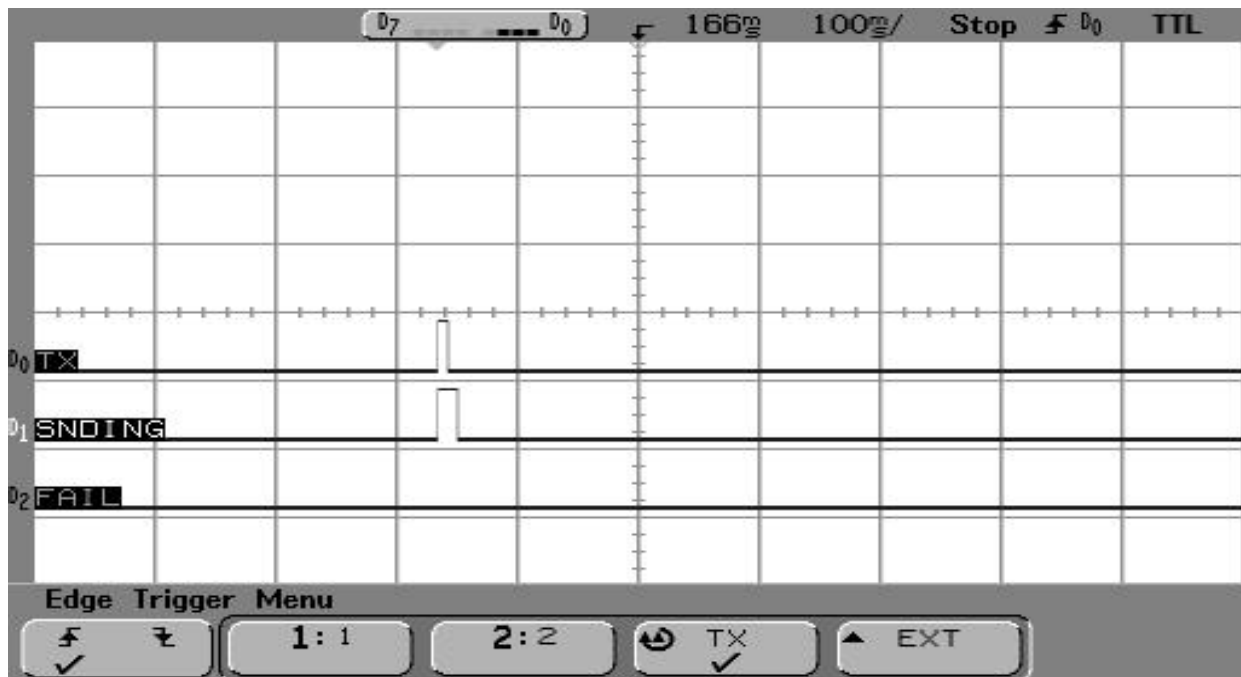 D7 D0 166ms 100ms/ Stop D0 TTL
D0 TX
D1 SNDING
D2 FAIL
Edge Trigger Menu
1: 1 2: 2 TX EXT